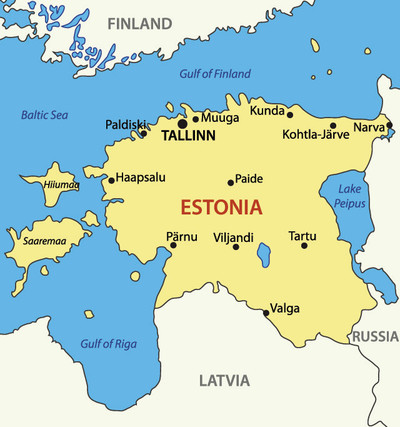 FINLAND
Gulf of Finland
Baltic Sea
Kunda
Muuga
Paldiski
TALLINN
Kohtla-Järve
Narva
Haapsalu
Paide
Hiiumaa
Lake
Peipus
ESTONIA
Saaremaa
Pärnu
Viljandi
Tartu
Valga
RUSSIA
Gulf of Riga
LATVIA